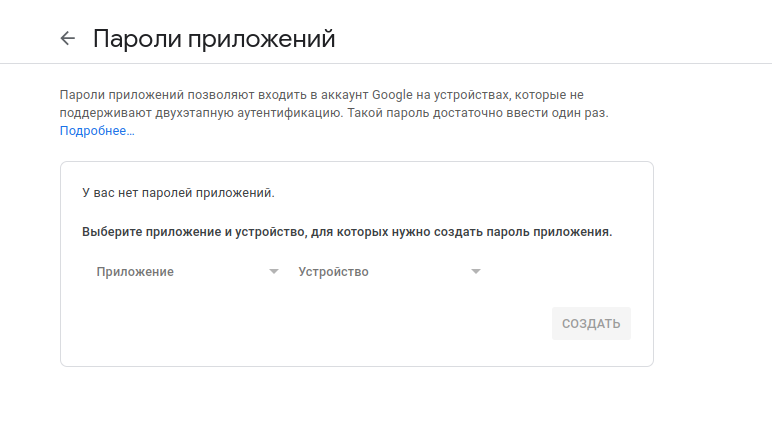 Пароли приложений
Пароли приложений позволяют входить в аккаунт Google на устройствах, которые не
поддерживают двухэтапную аутентификацию. Такой пароль достаточно ввести один раз.
Подробнее…
У вас нет паролей приложений.
Выберите приложение и устройство, для которых нужно создать пароль приложения.
Приложение Устройство
СОЗДАТЬ